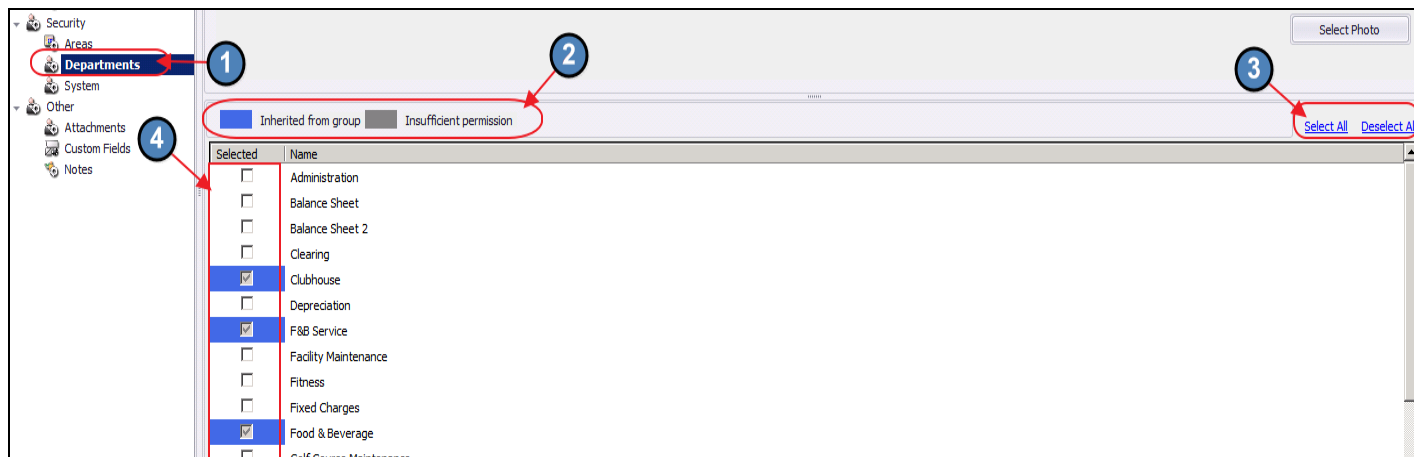 Security
Areas
Departments
System
Other
Attachments
Custom Fields
Notes
1
2
3
4
Select Photo
Inherited from group Insufficient permission
Select All Deselect Al
Selected Name
Administration
Balance Sheet
Balance Sheet 2
Clearing
Clubhouse
Depreciation
F&B Service
Facility Maintenance
Fitness
Fixed Charges
Food & Beverage